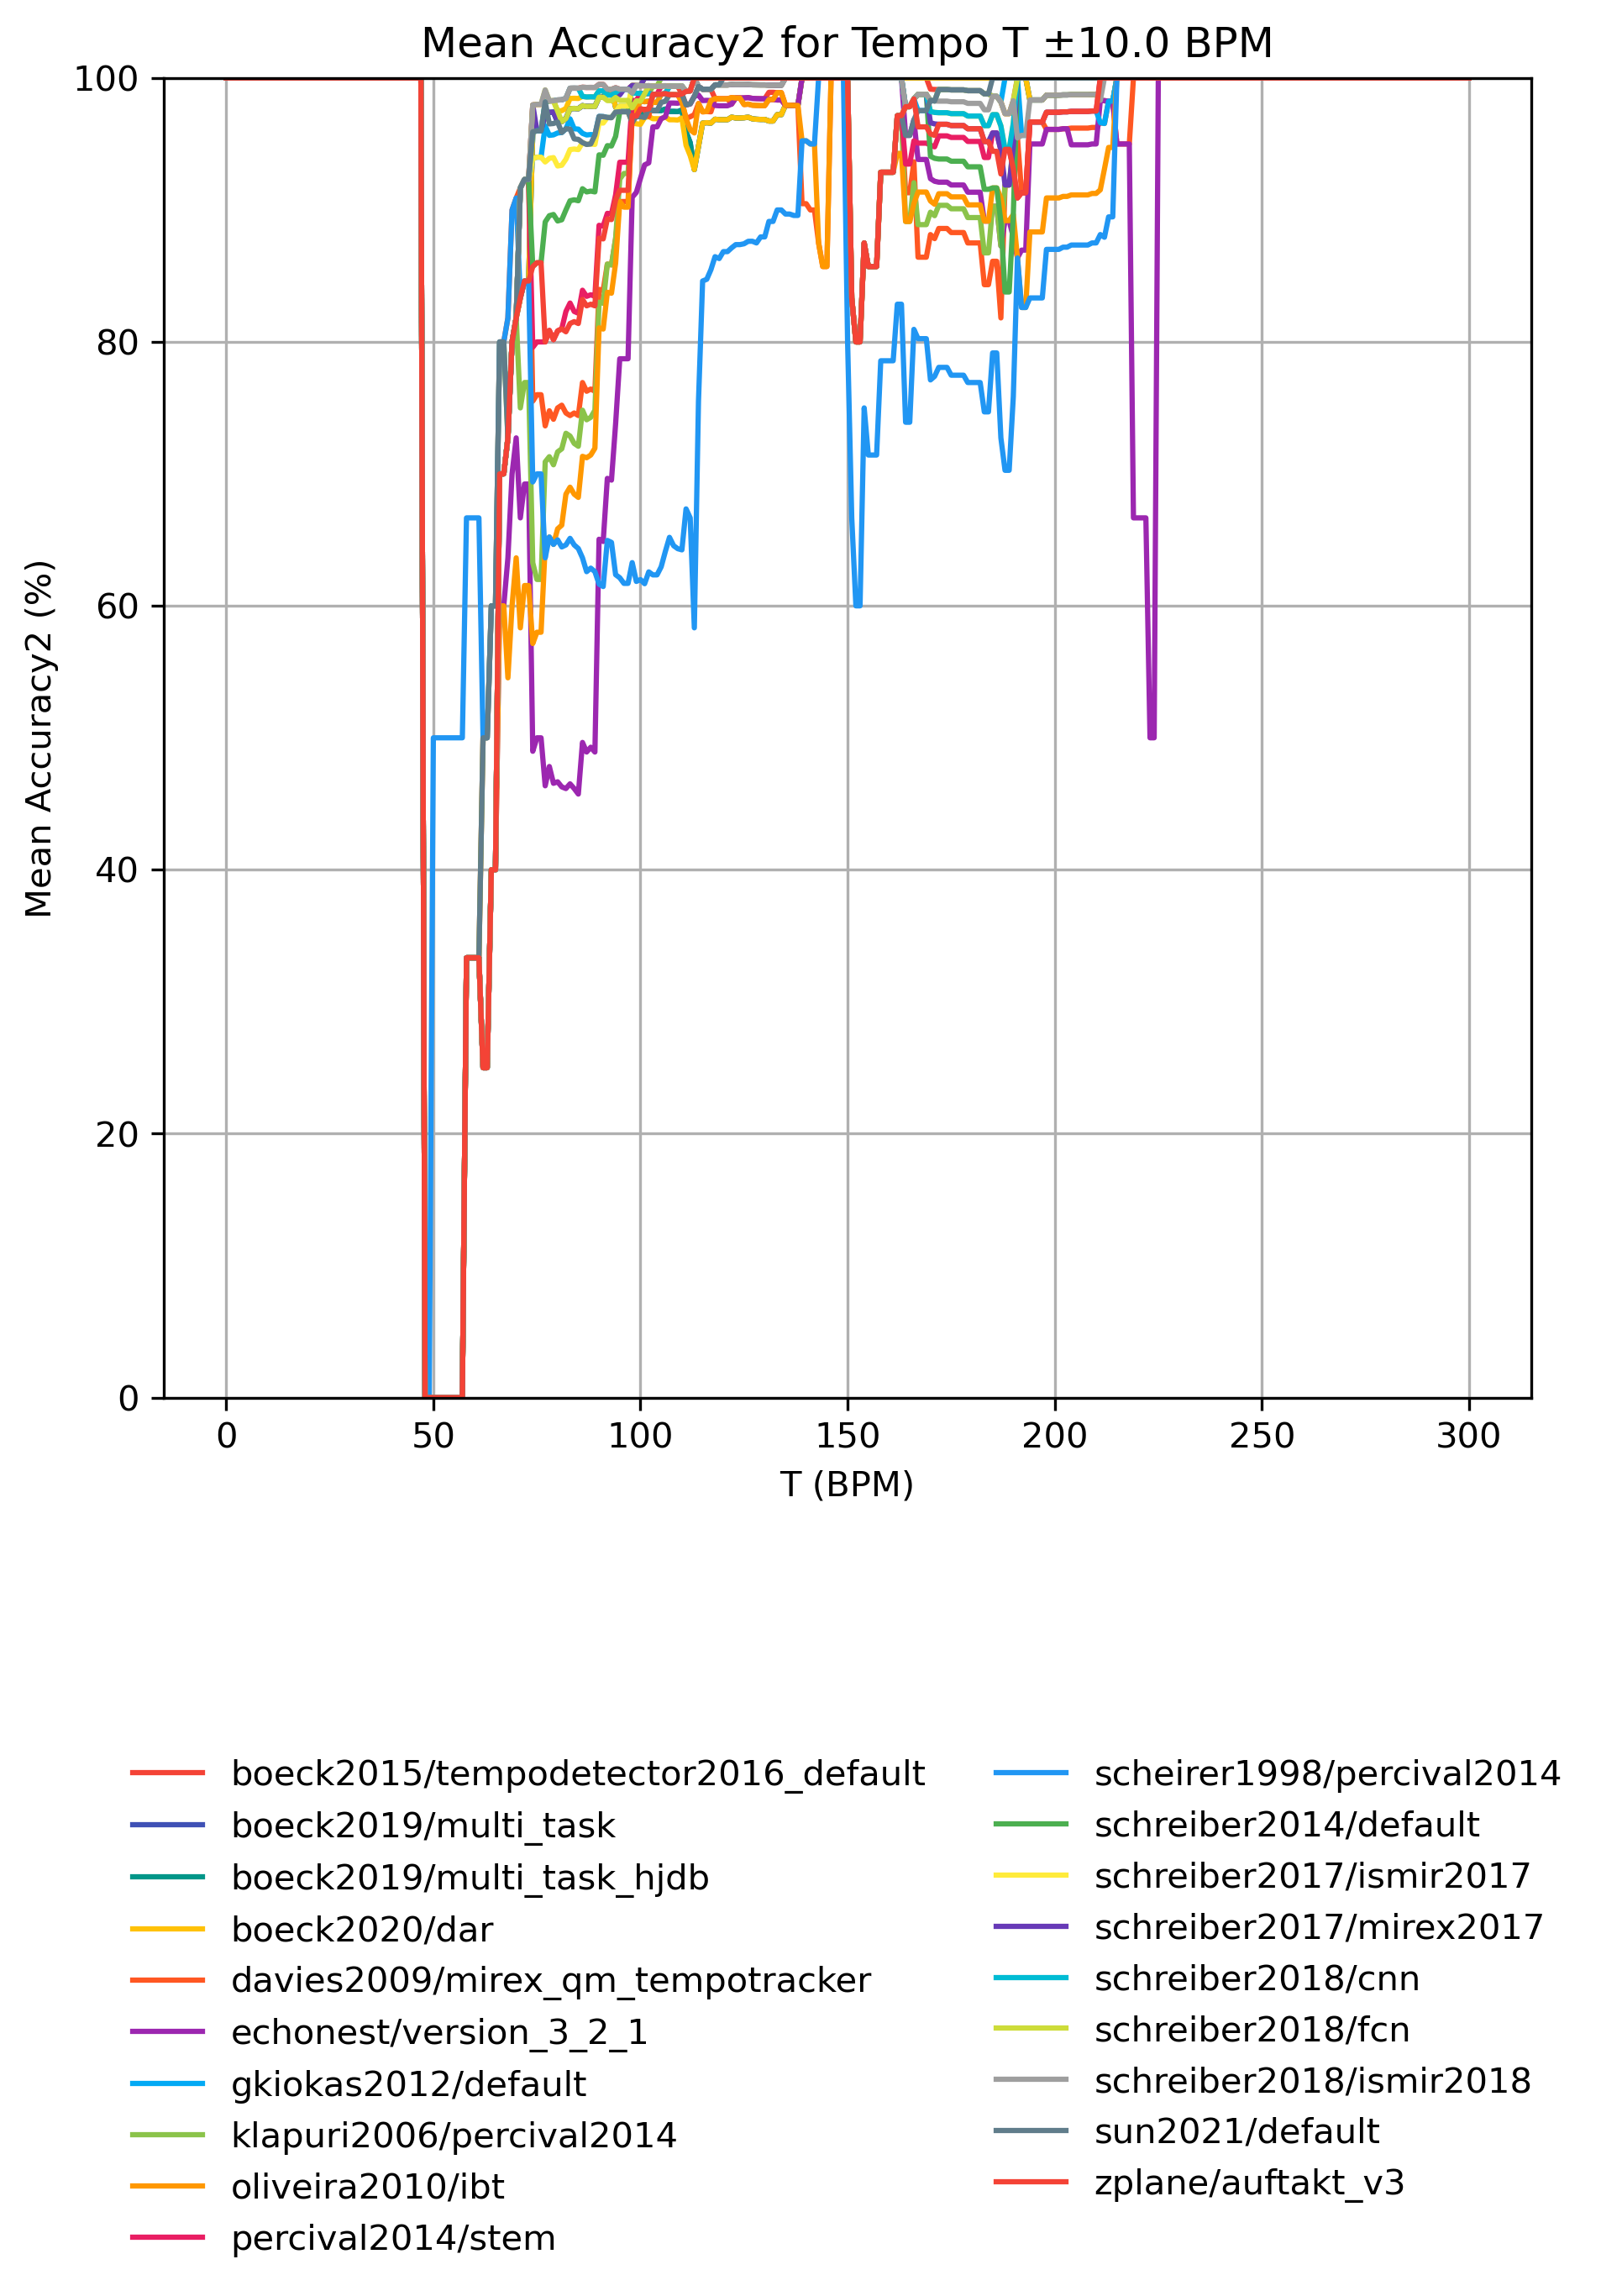 Mean Accuracy2 for Tempo T ±10.0 BPM
100
80
60
40
20
0
Mean Accuracy2 (%)
0 50 100 150 200 250 300
T (BPM)
boeck2015/tempodetector2016_default
boeck2019/multi_task
boeck2019/multi_task_hjdb
boeck2020/dar
davies2009/mirex_qm_tempotracker
echonest/version_3_2_1
gkiokas2012/default
klapuri2006/percival2014
oliveira2010/ibt
percival2014/stem
scheirer1998/percival2014
schreiber2014/default
schreiber2017/ismir2017
schreiber2017/mirex2017
schreiber2018/cnn
schreiber2018/fcn
schreiber2018/ismir2018
sun2021/default
zplane/auftakt_v3